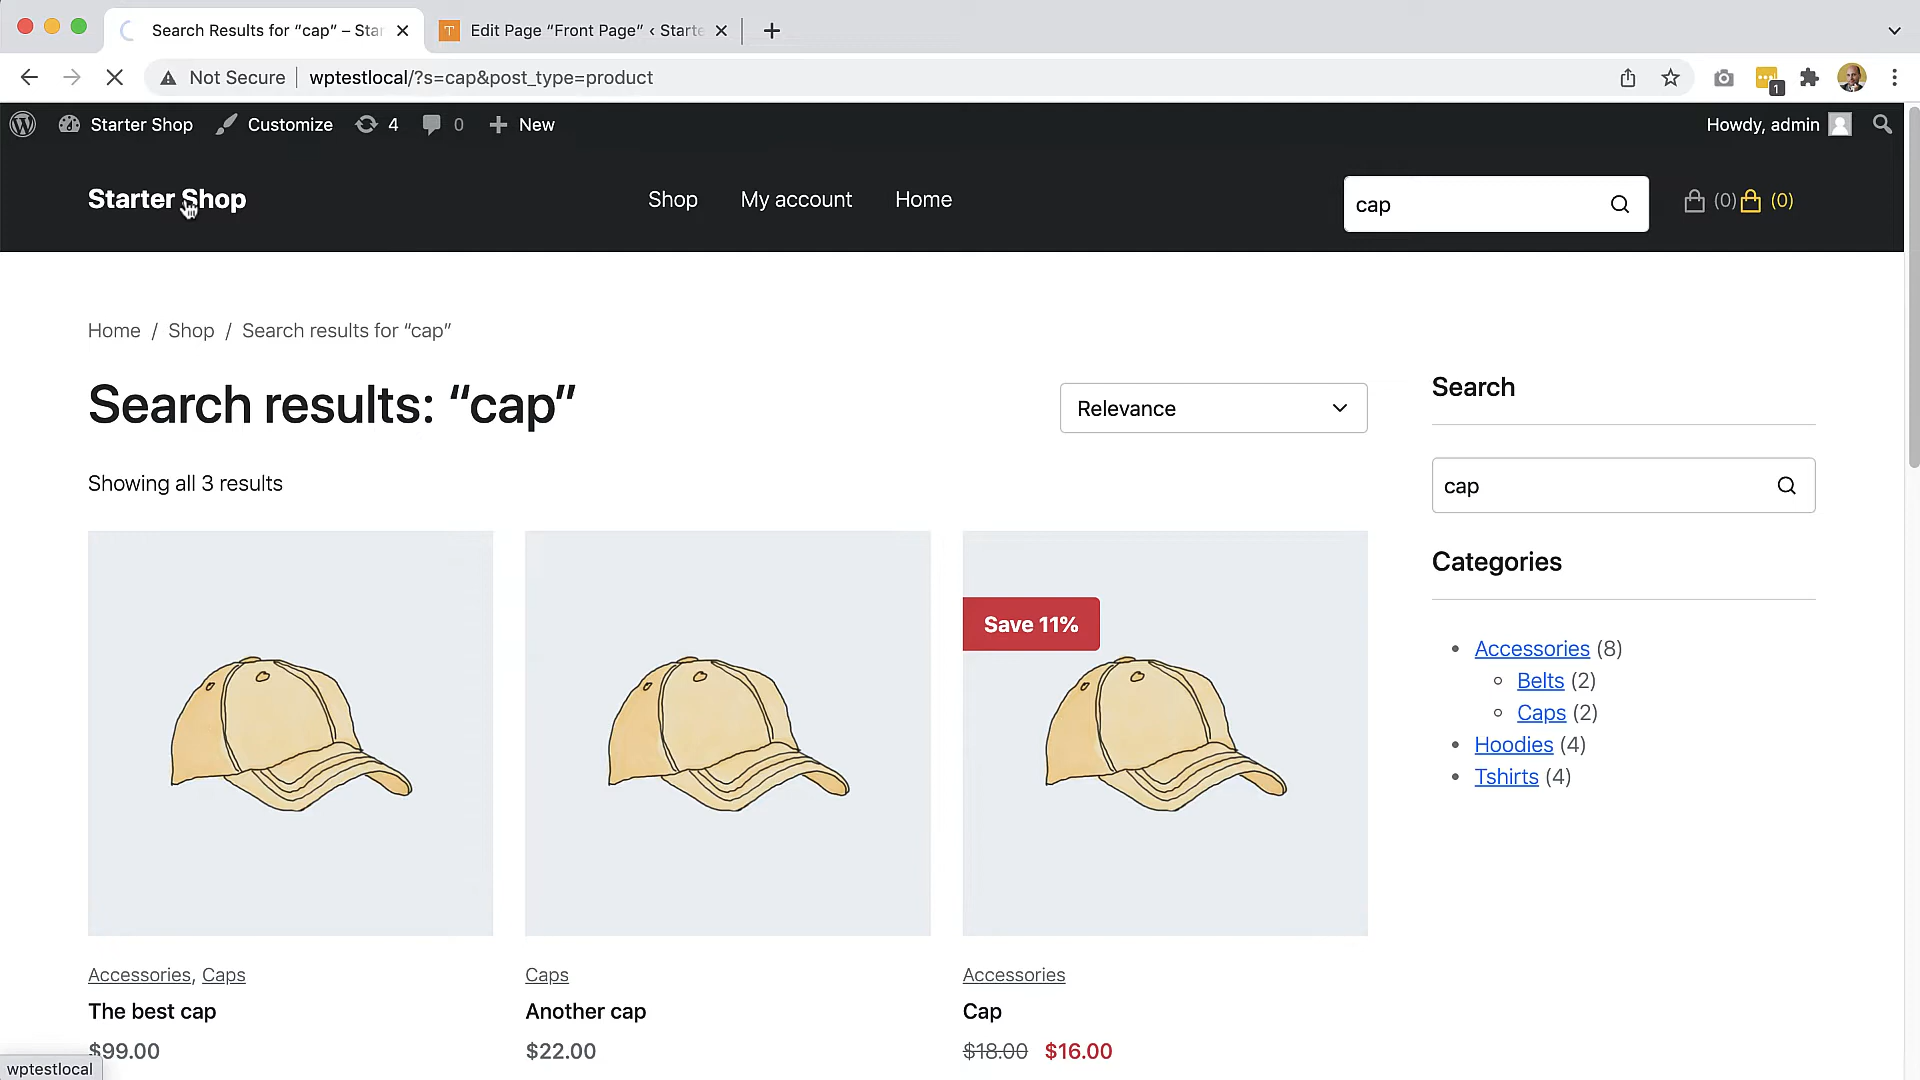 Search Results for “cap” – Star
Edit Page “Front Page” ‹ Starte
Not Secure
wptestlocal/?s=cap&post_type=product
1
Starter Shop
Customize
4
0
New
Howdy, admin
Starter Shop
Shop
My account
Home
cap
(0)
(0)
Home / Shop / Search results for “cap”
Search results: “cap”
Relevance
Showing all 3 results
Search
cap
Categories
Accessories (8)
Belts (2)
Caps (2)
Hoodies (4)
Tshirts (4)
Save 11%
Accessories, Caps
The best cap
$99.00
Caps
Another cap
$22.00
Accessories
Cap
$18.00 $16.00
wptestlocal